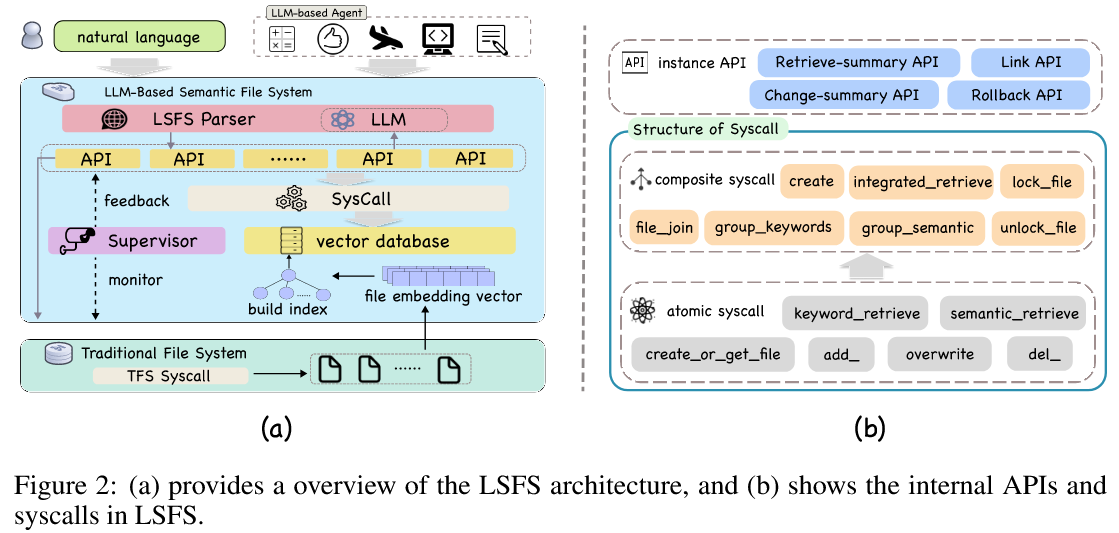 natural language
LLM-based Agent
LLM-Based Semantic File System
LSFS Parser
LLM
API
API
......
API
API
feedback
SysCall
Supervisor
vector database
monitor
......
build index
file embedding vector
Traditional File System
TFS Syscall
......
(a)
API
instance API
Retrieve-summary API
Link API
Change-summary API
Rollback API
Structure of Syscall
composite syscall
create
integrated_retrieve
lock_file
file_join
group_keywords
group_semantic
unlock_file
atomic syscall
keyword_retrieve
semantic_retrieve
create_or_get_file
add_
overwrite
del_
(b)
Figure 2: (a) provides a overview of the LSFS architecture, and (b) shows the internal APIs and
syscalls in LSFS.